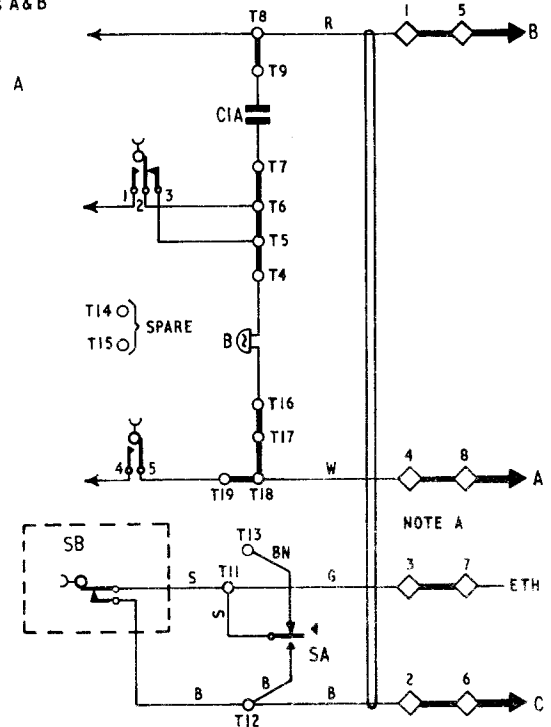 A & B
T8 R 1 5 B
T9
A
C1A
T7
1 2 3
T6
T5
T4
T14
SPARE
T15
B
T16
T17
4 5
T19 T18 W 4 8 A
NOTE A
SB
T13
BN
S T11 G 3 7 ETH
S
SA
B T12 B B 2 6 C